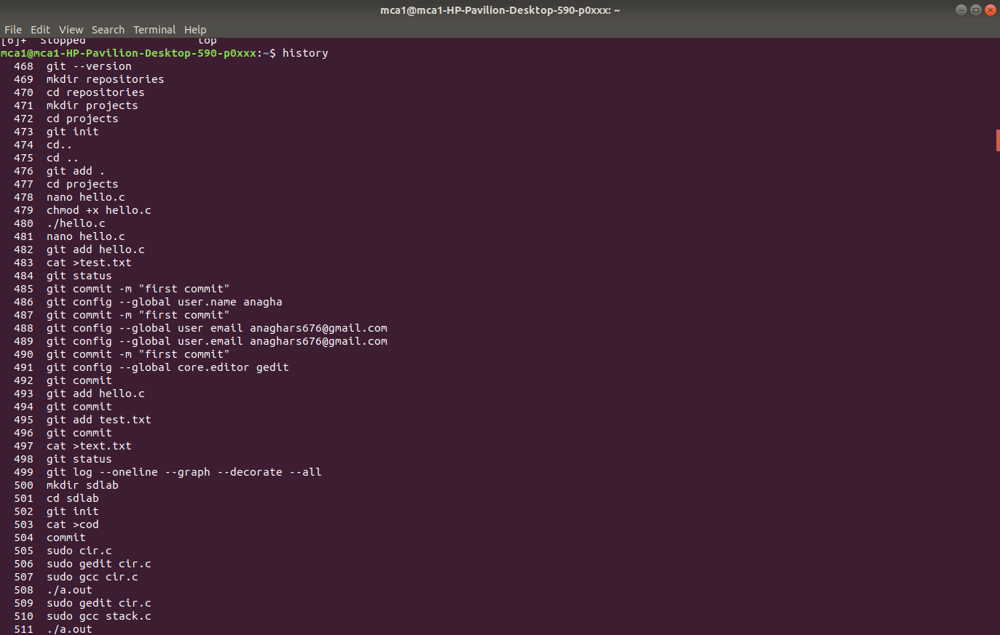 mca1@mca1-HP-Pavilion-Desktop-590-p0xxx: ~
File Edit View Search Terminal Help
[6]+  Stopped                 top
mca1@mca1-HP-Pavilion-Desktop-590-p0xxx:~$ history
  468  git --version
  469  mkdir repositories
  470  cd repositories
  471  mkdir projects
  472  cd projects
  473  git init
  474  cd..
  475  cd ..
  476  git add .
  477  cd projects
  478  nano hello.c
  479  chmod +x hello.c
  480  ./hello.c
  481  nano hello.c
  482  git add hello.c
  483  cat >test.txt
  484  git status
  485  git commit -m "first commit"
  486  git config --global user.name anagha
  487  git commit -m "first commit"
  488  git config --global user email anaghars676@gmail.com
  489  git config --global user.email anaghars676@gmail.com
  490  git commit -m "first commit"
  491  git config --global core.editor gedit
  492  git commit
  493  git add hello.c
  494  git commit
  495  git add test.txt
  496  git commit
  497  cat >text.txt
  498  git status
  499  git log --oneline --graph --decorate --all
  500  mkdir sdlab
  501  cd sdlab
  502  git init
  503  cat >cod
  504  commit
  505  sudo cir.c
  506  sudo gedit cir.c
  507  sudo gcc cir.c
  508  ./a.out
  509  sudo gedit cir.c
  510  sudo gcc stack.c
  511  ./a.out